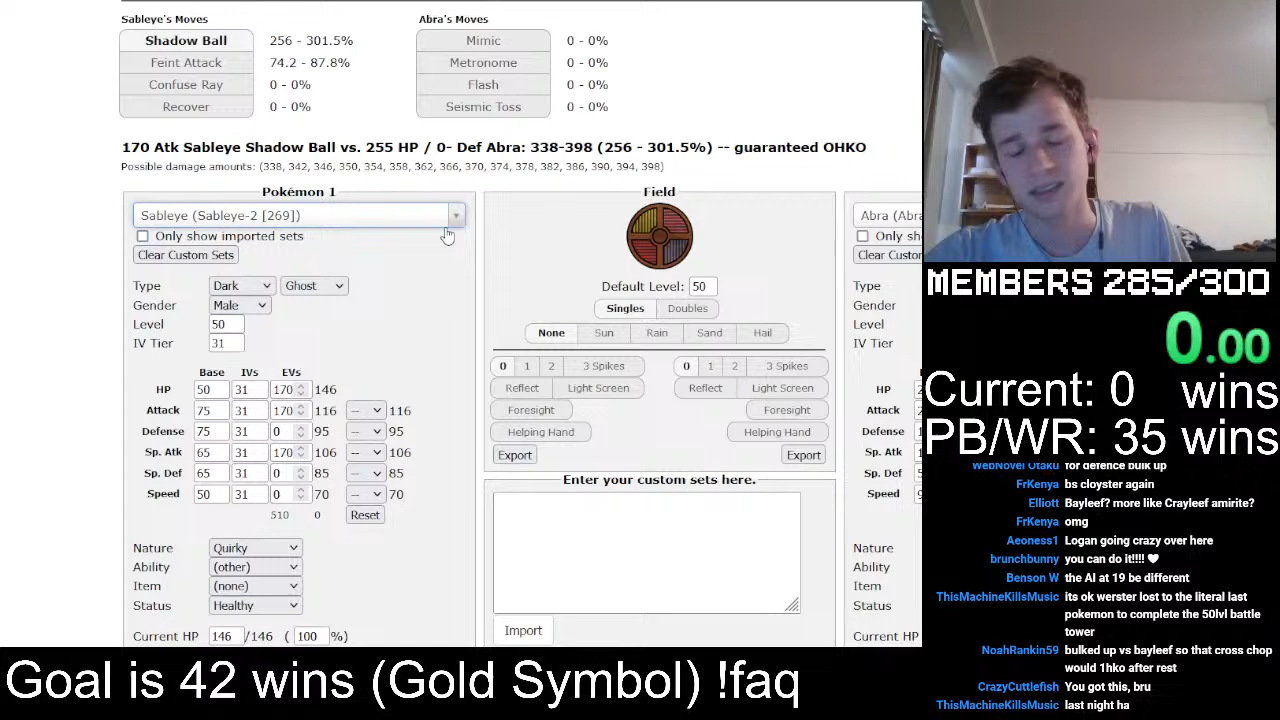 Sableye's Moves
Abra's Moves
Shadow Ball 256 - 301.5%
Mimic 0 - 0%
Feint Attack 74.2 - 87.8%
Metronome 0 - 0%
Confuse Ray 0 - 0%
Flash 0 - 0%
Recover 0 - 0%
Seismic Toss 0 - 0%
170 Atk Sableye Shadow Ball vs. 255 HP / 0- Def Abra: 338-398 (256 - 301.5%) -- guaranteed OHKO
Possible damage amounts: (338, 342, 346, 350, 354, 358, 362, 366, 370, 374, 378, 382, 386, 390, 394, 398)
Pokémon 1
Sableye (Sableye-2 [269])
Only show imported sets
Clear Custom Sets
Type Dark Ghost
Gender Male
Level 50
IV Tier 31
Base IVs EVs
HP 50 31 170 146
Attack 75 31 170 116 -- 116
Defense 75 31 0 95 -- 95
Sp. Atk 65 31 170 106 -- 106
Sp. Def 65 31 0 85 -- 85
Speed 50 31 0 70 -- 70
510 0 Reset
Nature Quirky
Ability (other)
Item (none)
Status Healthy
Current HP 146 /146 ( 100 %)
Field
Default Level: 50
Singles Doubles
None Sun Rain Sand Hail
0 1 2 3 Spikes 0 1 2 3 Spikes
Reflect Light Screen Reflect Light Screen
Foresight Foresight
Helping Hand Helping Hand
Export Export
Enter your custom sets here.
Import
Abra (Abra
Only sh
Clear Custo
Type
Gender
Level
IV Tier
HP
Attack
Defense
Sp. Atk
Sp. Def
Speed
Nature
Ability
Item
Status
Current HP
MEMBERS 285/300
0.00
Current: 0 wins
PB/WR: 35 wins
WebNovel Otaku for defence bulk up
FrKenya bs cloyster again
Elliott Bayleef? more like Crayleef amirite?
FrKenya omg
Aeoness1 Logan going crazy over here
brunchbunny you can do it!!!! ❤
Benson W the AI at 19 be different
ThisMachineKillsMusic its ok werster lost to the literal last
pokemon to complete the 50lvl battle
tower
NoahRankin59 bulked up vs bayleef so that cross chop
would 1hko after rest
CrazyCuttlefish You got this, bru
ThisMachineKillsMusic last night ha
Goal is 42 wins (Gold Symbol) !faq